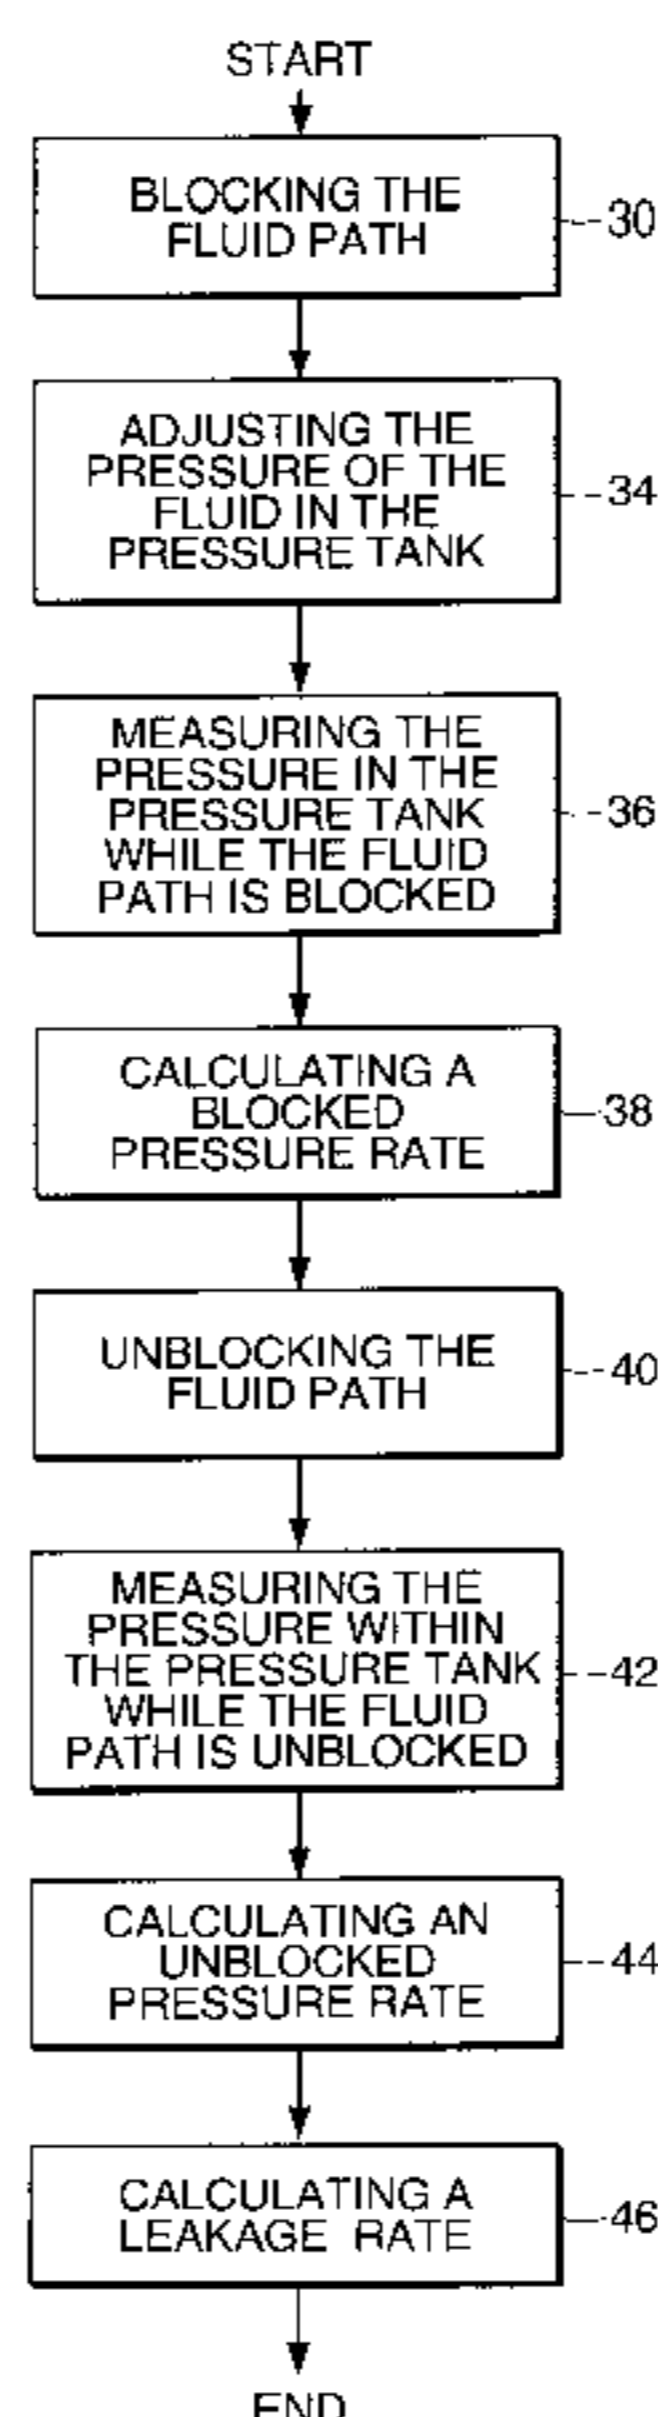 START
BLOCKING THE
FLUID PATH
30
ADJUSTING THE
PRESSURE OF THE
FLUID IN THE
PRESSURE TANK
34
MEASURING THE
PRESSURE IN THE
PRESSURE TANK
WHILE THE FLUID
PATH IS BLOCKED
36
CALCULATING A
BLOCKED
PRESSURE RATE
38
UNBLOCKING THE
FLUID PATH
40
MEASURING THE
PRESSURE WITHIN
THE PRESSURE TANK
WHILE THE FLUID
PATH IS UNBLOCKED
42
CALCULATING AN
UNBLOCKED
PRESSURE RATE
44
CALCULATING A
LEAKAGE RATE
46
END